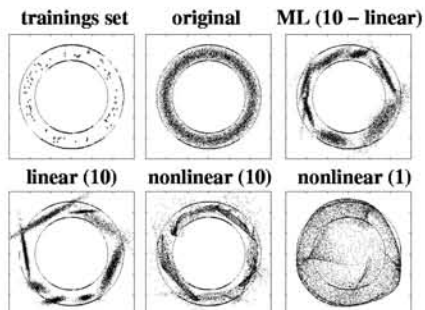 trainings set
original
ML (10 – linear)
linear (10)
nonlinear (10)
nonlinear (1)